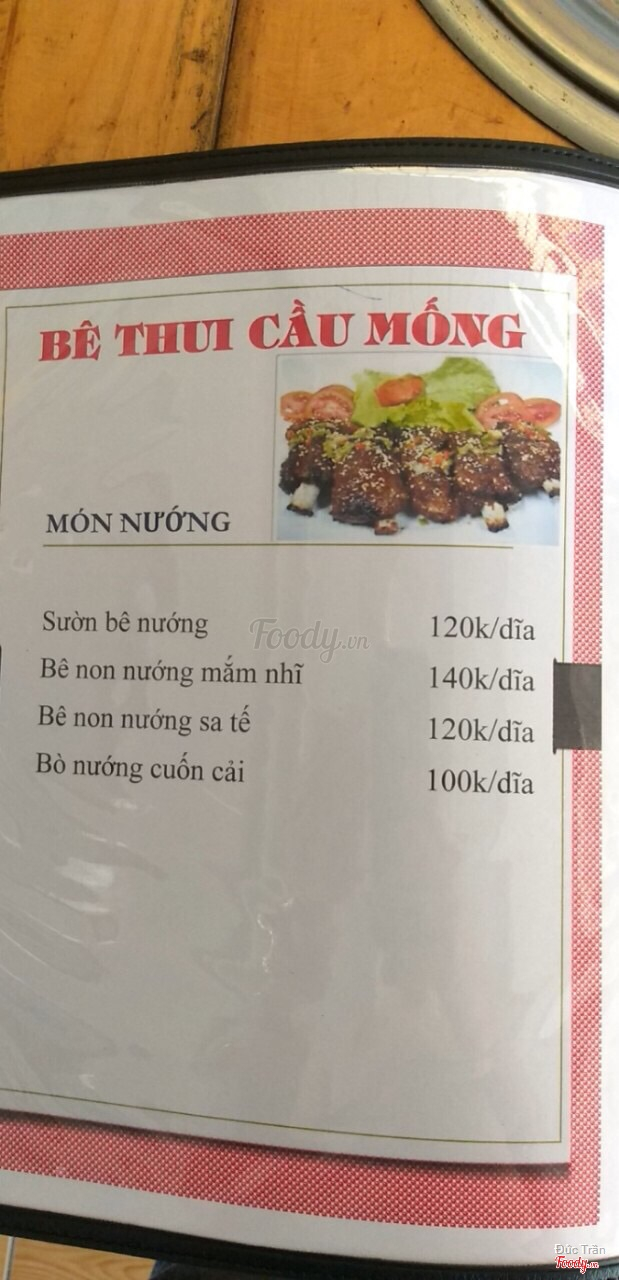 BÊ THUI CẦU MỐNG
MÓN NƯỚNG
Sườn bê nướng 120k/dĩa
Foody.vn
Bê non nướng mắm nhĩ 140k/dĩa
Bê non nướng sa tế 120k/dĩa
Bò nướng cuốn cải 100k/dĩa
Đức Trần
Foody.vn